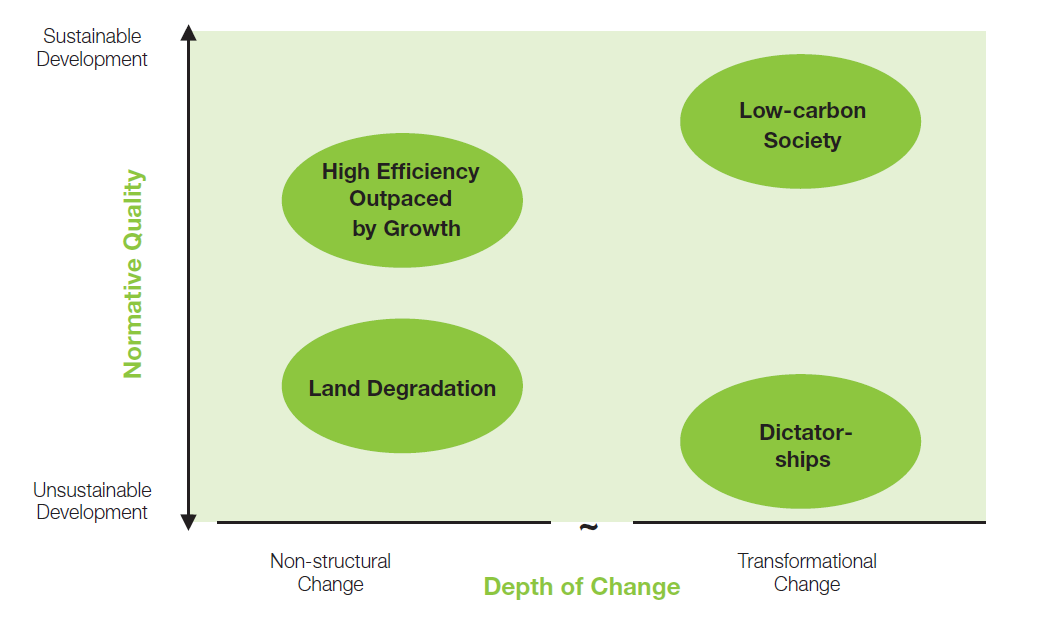 Sustainable
Development
Normative Quality
Unsustainable
Development
High Efficiency
Outpaced
by Growth
Low-carbon
Society
Land Degradation
Dictator-
ships
~
Non-structural
Change
Depth of Change
Transformational
Change